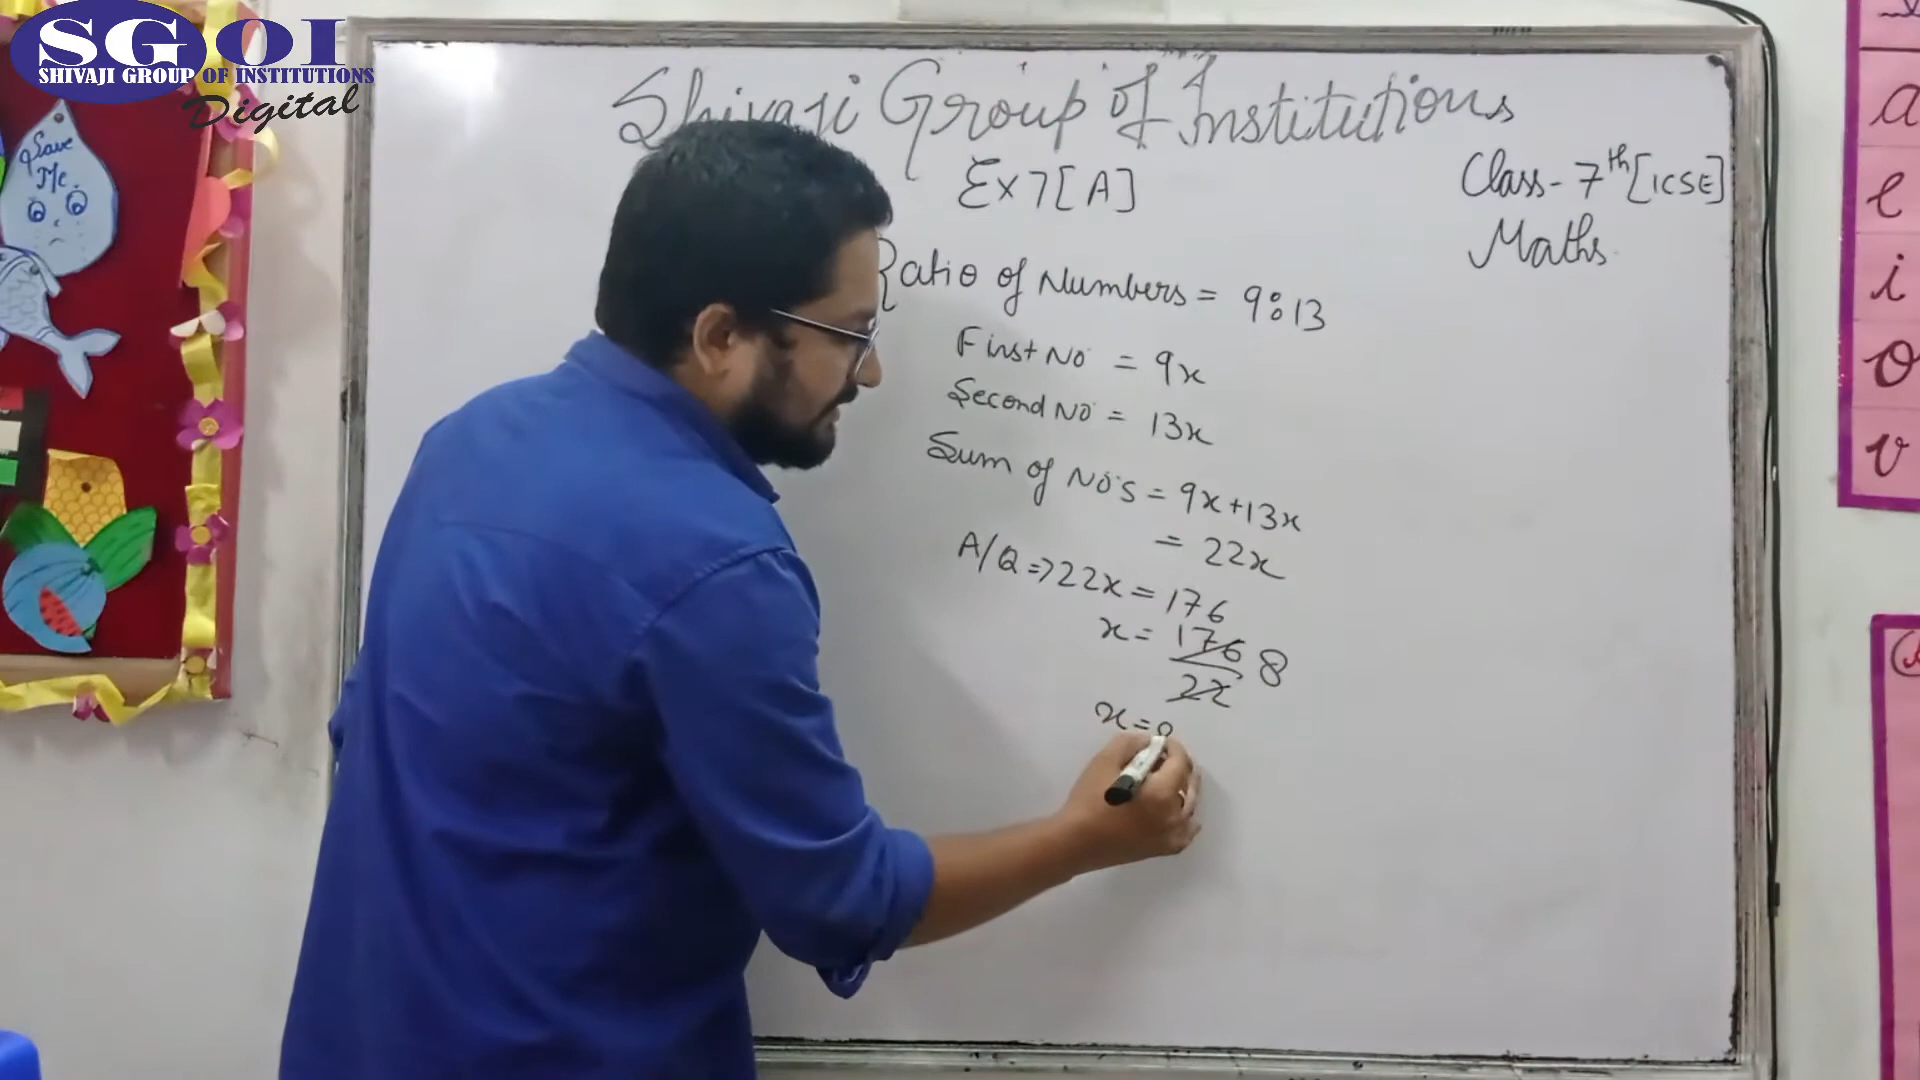 SGOI
SHIVAJI GROUP OF INSTITUTIONS
Digital
Save
Me
Shivaji Group of Institutions
Ex 7[A]
Class - 7th [ICSE]
Maths
Ratio of Numbers = 9:13
First No = 9x
Second No = 13x
Sum of No's = 9x+13x
= 22x
A/Q => 22x = 176
x = 176 8
22
x = 8
a
e
i
o
v